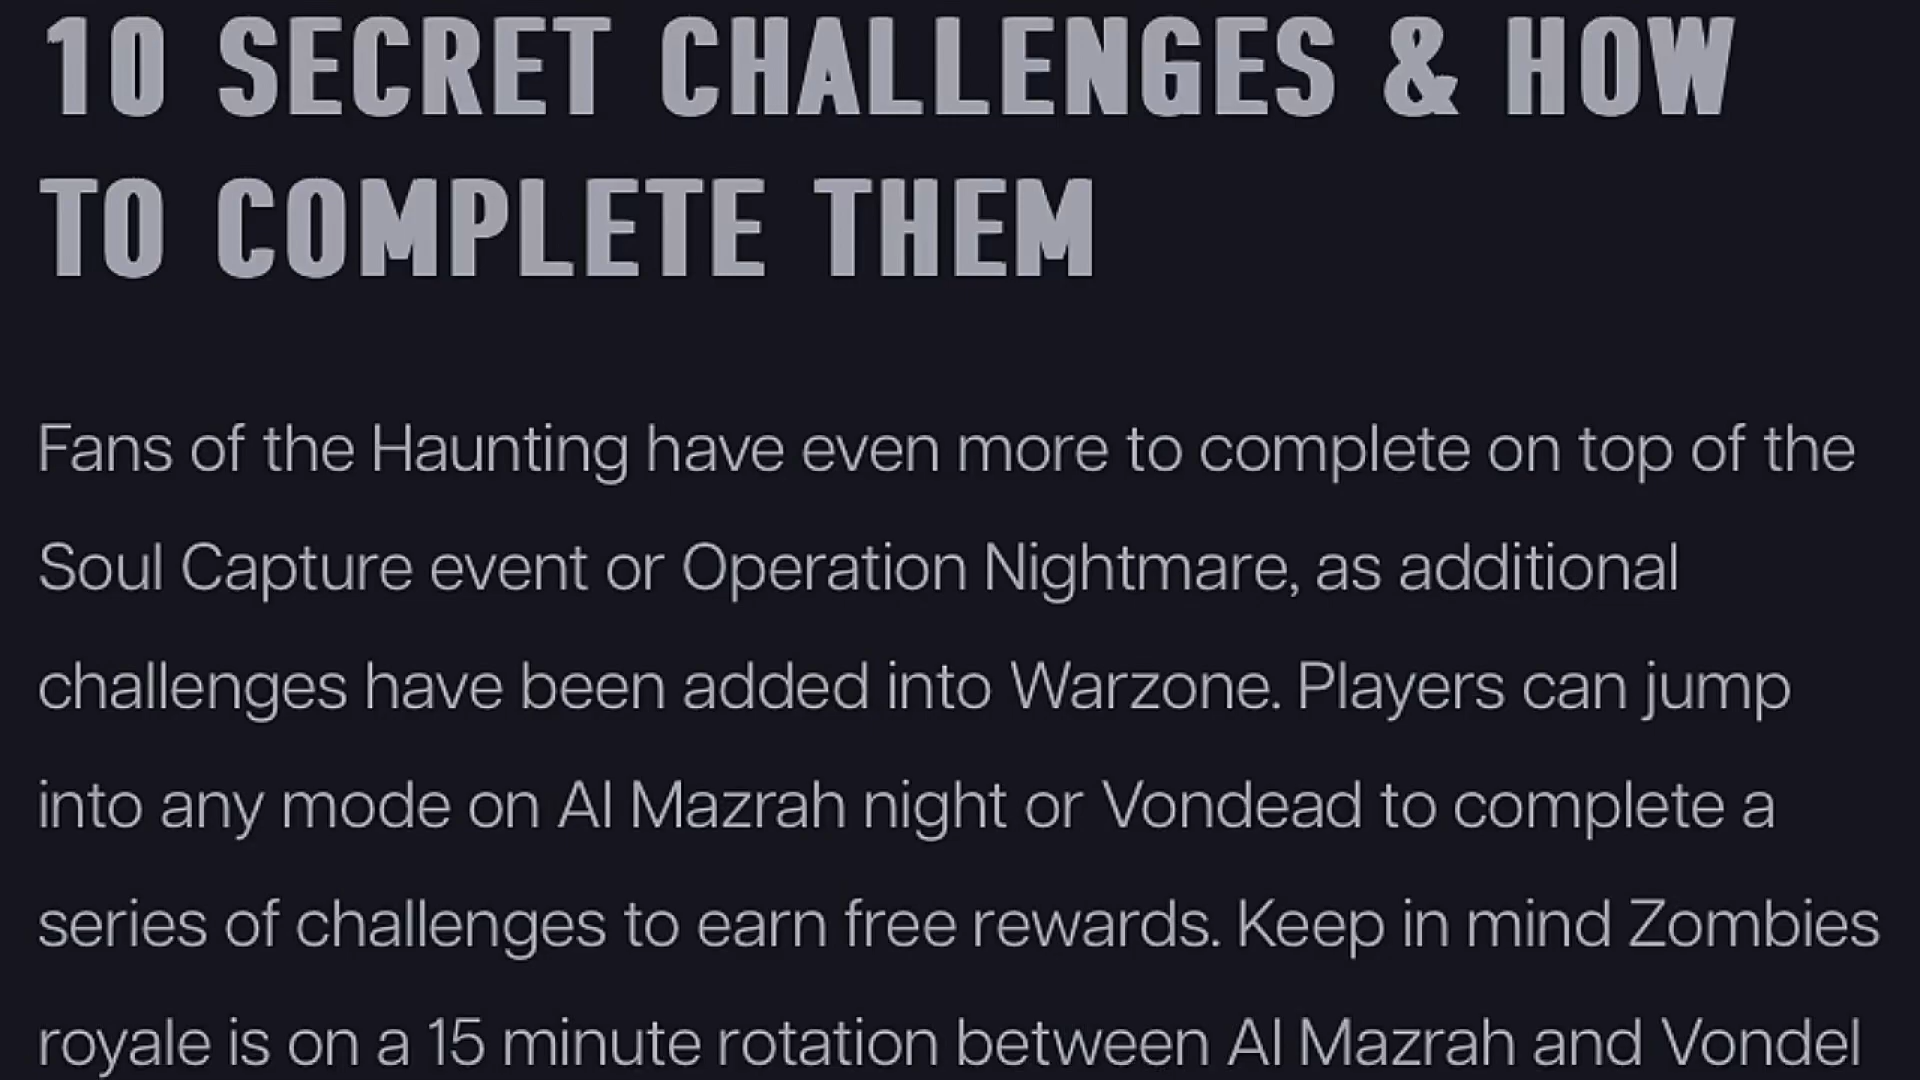 10 SECRET CHALLENGES & HOW
TO COMPLETE THEM
Fans of the Haunting have even more to complete on top of the
Soul Capture event or Operation Nightmare, as additional
challenges have been added into Warzone. Players can jump
into any mode on Al Mazrah night or Vondead to complete a
series of challenges to earn free rewards. Keep in mind Zombies
royale is on a 15 minute rotation between Al Mazrah and Vondel